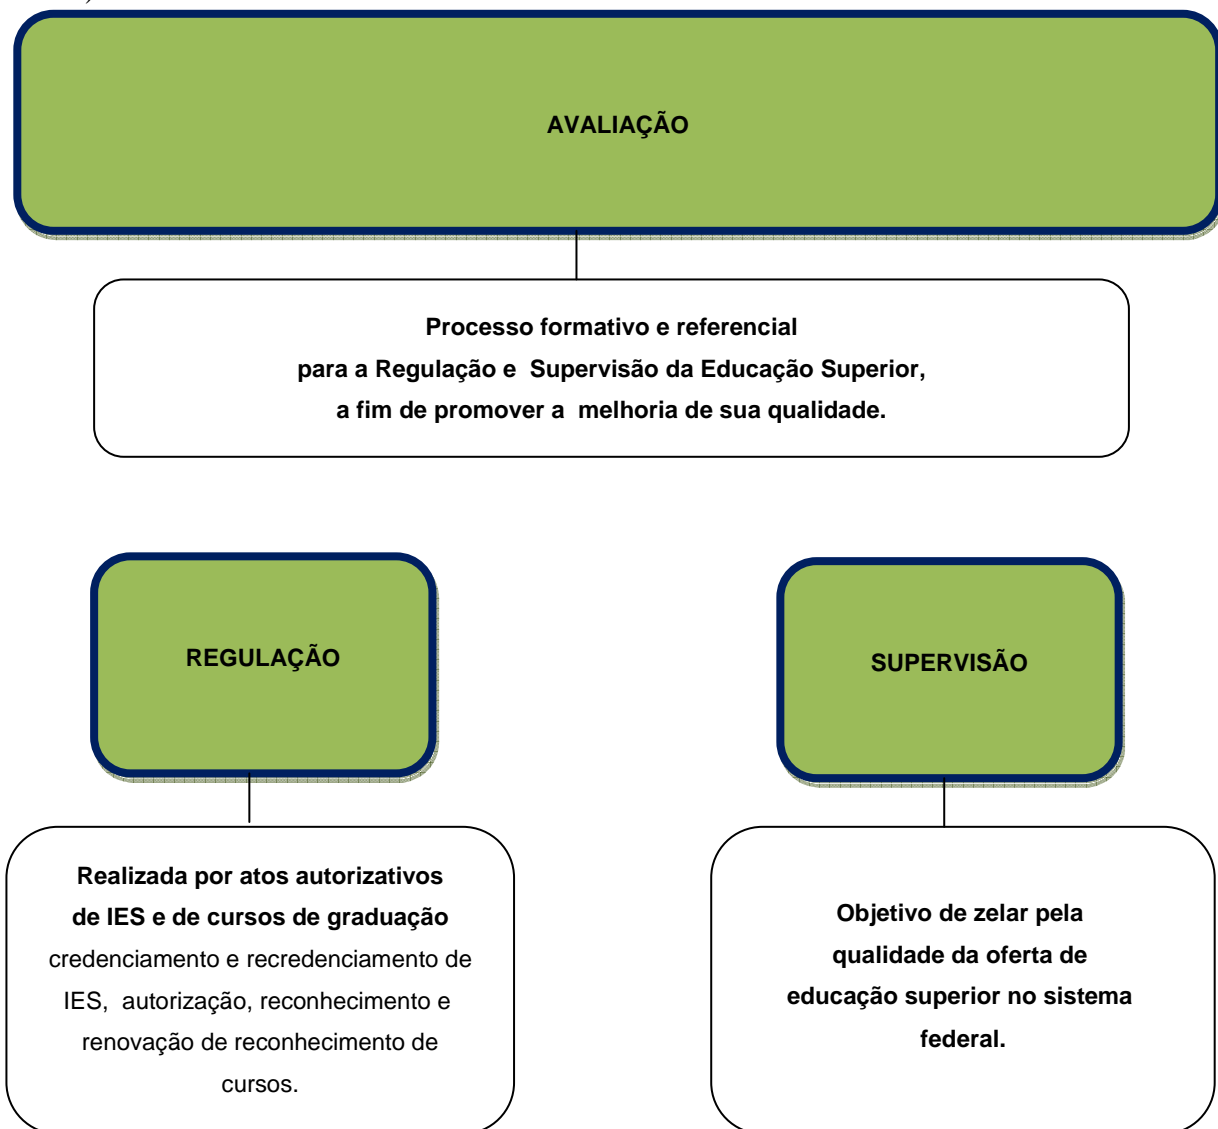 AVALIAÇÃO
Processo formativo e referencial
para a Regulação e Supervisão da Educação Superior,
a fim de promover a melhoria de sua qualidade.
REGULAÇÃO
Realizada por atos autorizativos
de IES e de cursos de graduação
credenciamento e recredenciamento de
IES, autorização, reconhecimento e
renovação de reconhecimento de
cursos.
SUPERVISÃO
Objetivo de zelar pela
qualidade da oferta de
educação superior no sistema
federal.